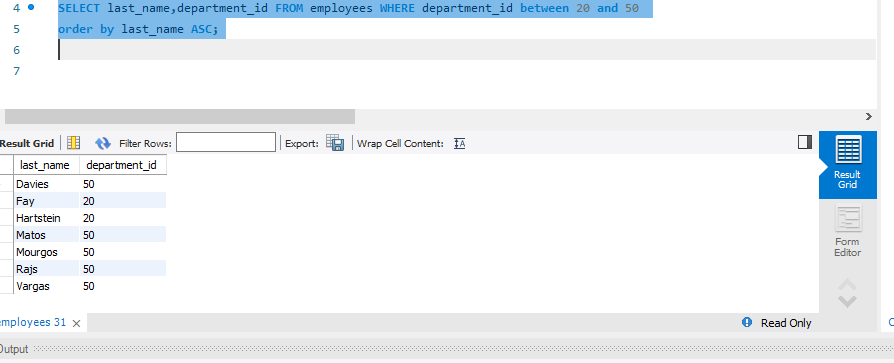 4 SELECT last_name,department_id FROM employees WHERE department_id between 20 and 50
5 order by last_name ASC;
6
7
Result Grid Filter Rows: Export: Wrap Cell Content:
last_name department_id
Davies 50
Fay 20
Hartstein 20
Matos 50
Mourgos 50
Rajs 50
Vargas 50
Result
Grid
Form
Editor
employees 31 Read Only
Output